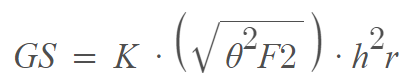 GS = K · (√θ²F2) · h²r